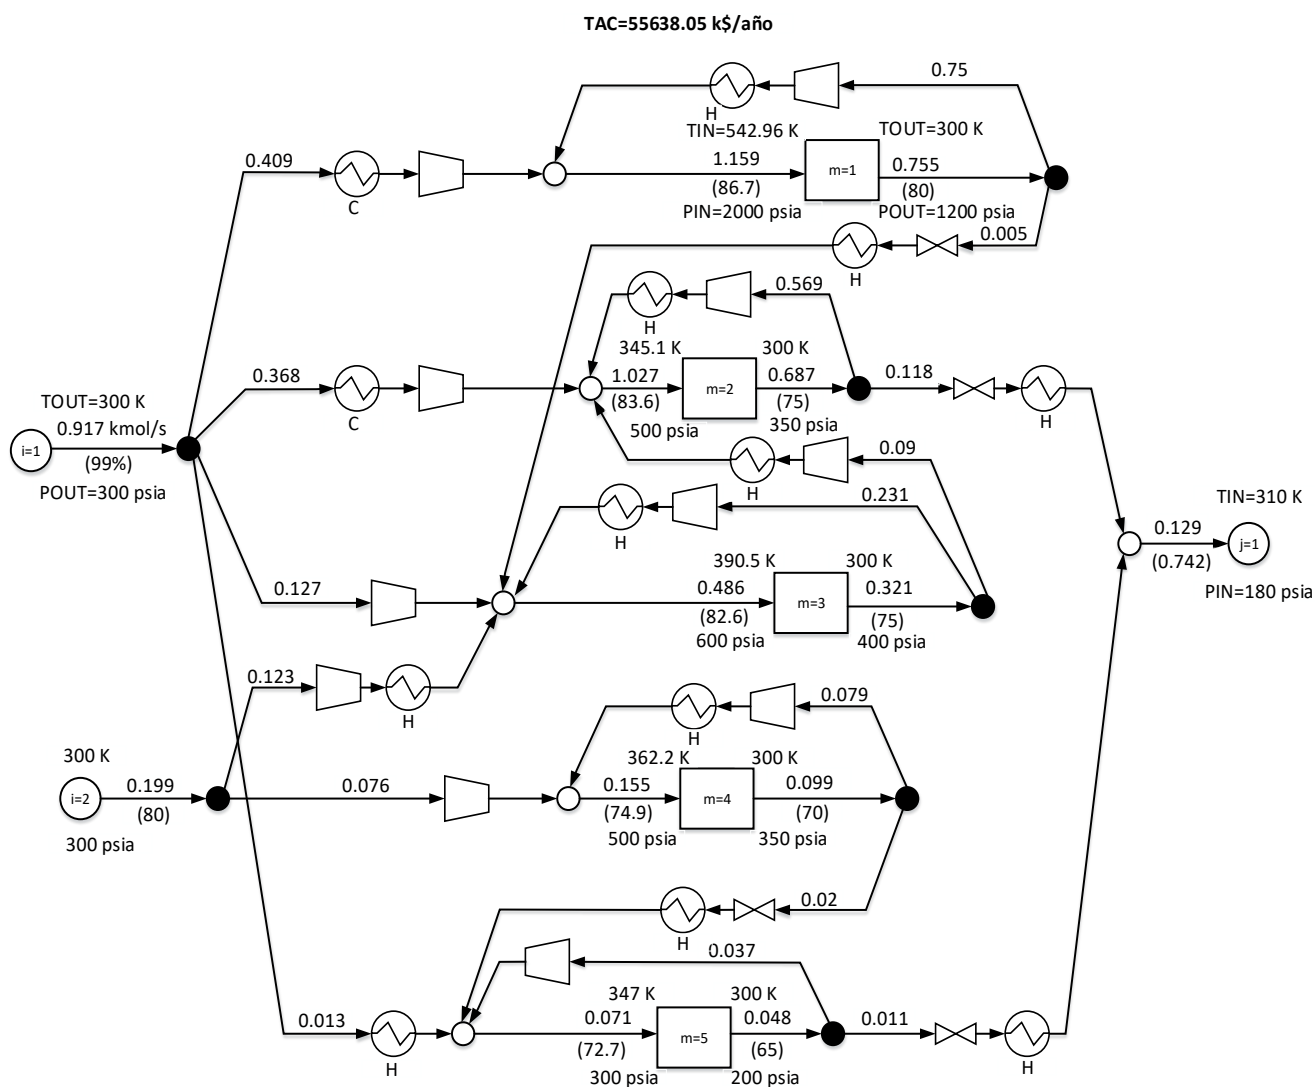 TAC=55638.05 k$/año
0.75
H
TIN=542.96 K
TOUT=300 K
0.409
1.159
m=1
0.755
(86.7)
(80)
C
PIN=2000 psia
POUT=1200 psia
0.005
H
0.569
H
345.1 K
300 K
0.368
1.027
m=2
0.687
0.118
(83.6)
(75)
C
H
500 psia
350 psia
TOUT=300 K
0.917 kmol/s
i=1
(99%)
POUT=300 psia
0.09
H
0.231
H
TIN=310 K
0.129
j=1
(0.742)
PIN=180 psia
390.5 K
300 K
0.127
0.486
m=3
0.321
(82.6)
(75)
600 psia
400 psia
0.123
H
0.079
H
300 K
362.2 K
300 K
i=2
0.199
0.076
0.155
m=4
0.099
(80)
(74.9)
(70)
300 psia
500 psia
350 psia
0.02
H
0.037
347 K
300 K
0.013
0.071
m=5
0.048
0.011
(72.7)
(65)
H
H
300 psia
200 psia